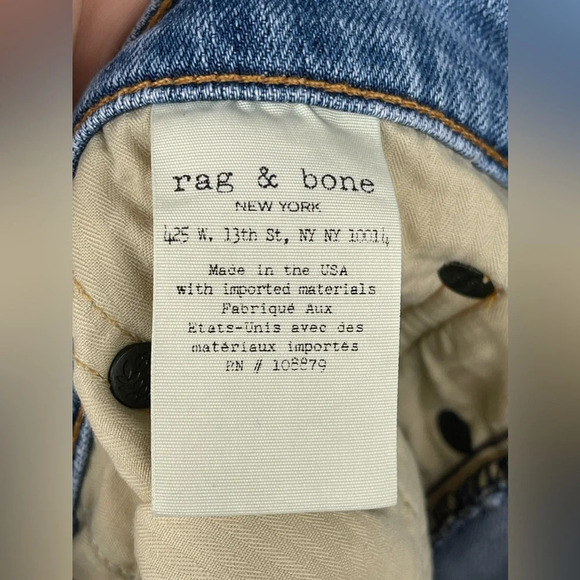 rag & bone
NEW YORK
425 W. 13th St, NY NY 10014
Made in the USA
with imported materials
Fabriqué Aux
Etats-Unis avec des
matériaux importés
RN # 108879